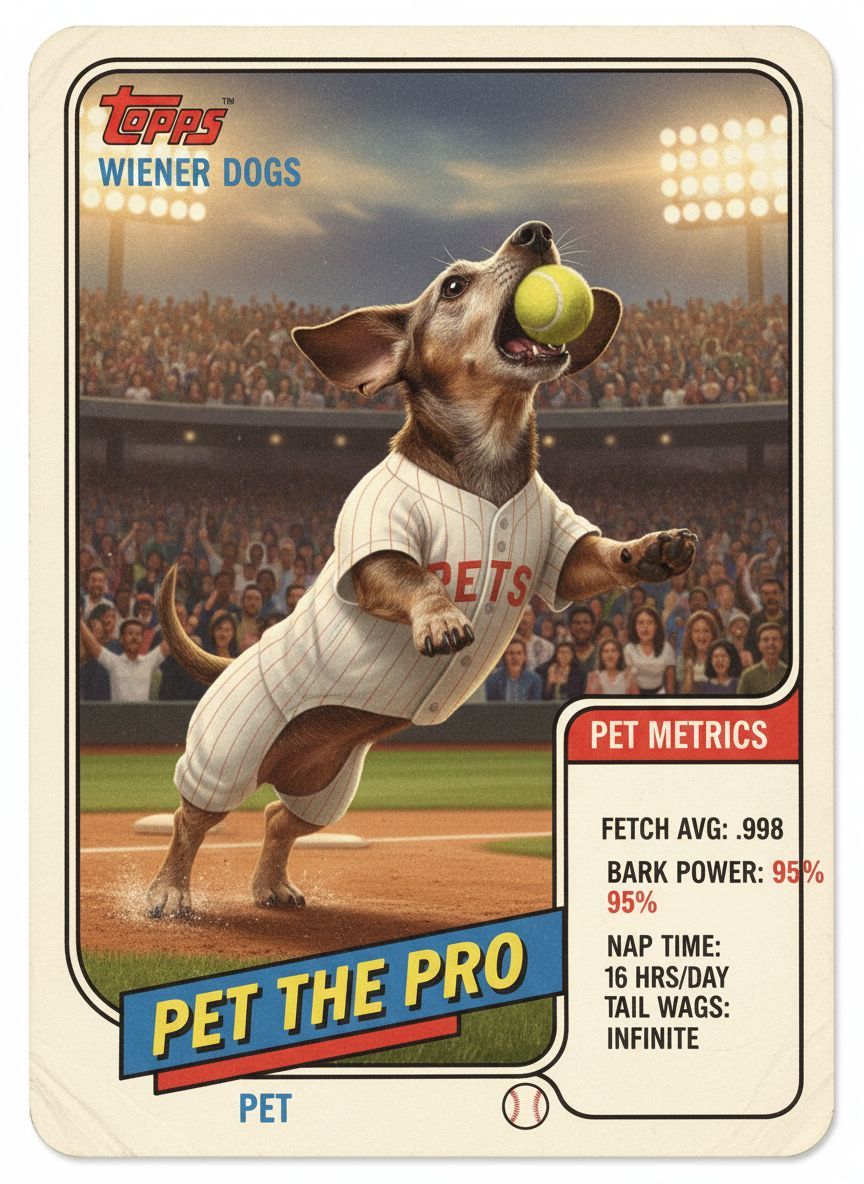 Topps™
WIENER DOGS
PETS
PET METRICS
FETCH AVG: .998
BARK POWER: 95%
95%
NAP TIME:
16 HRS/DAY
TAIL WAGS:
INFINITE
PET THE PRO
PET